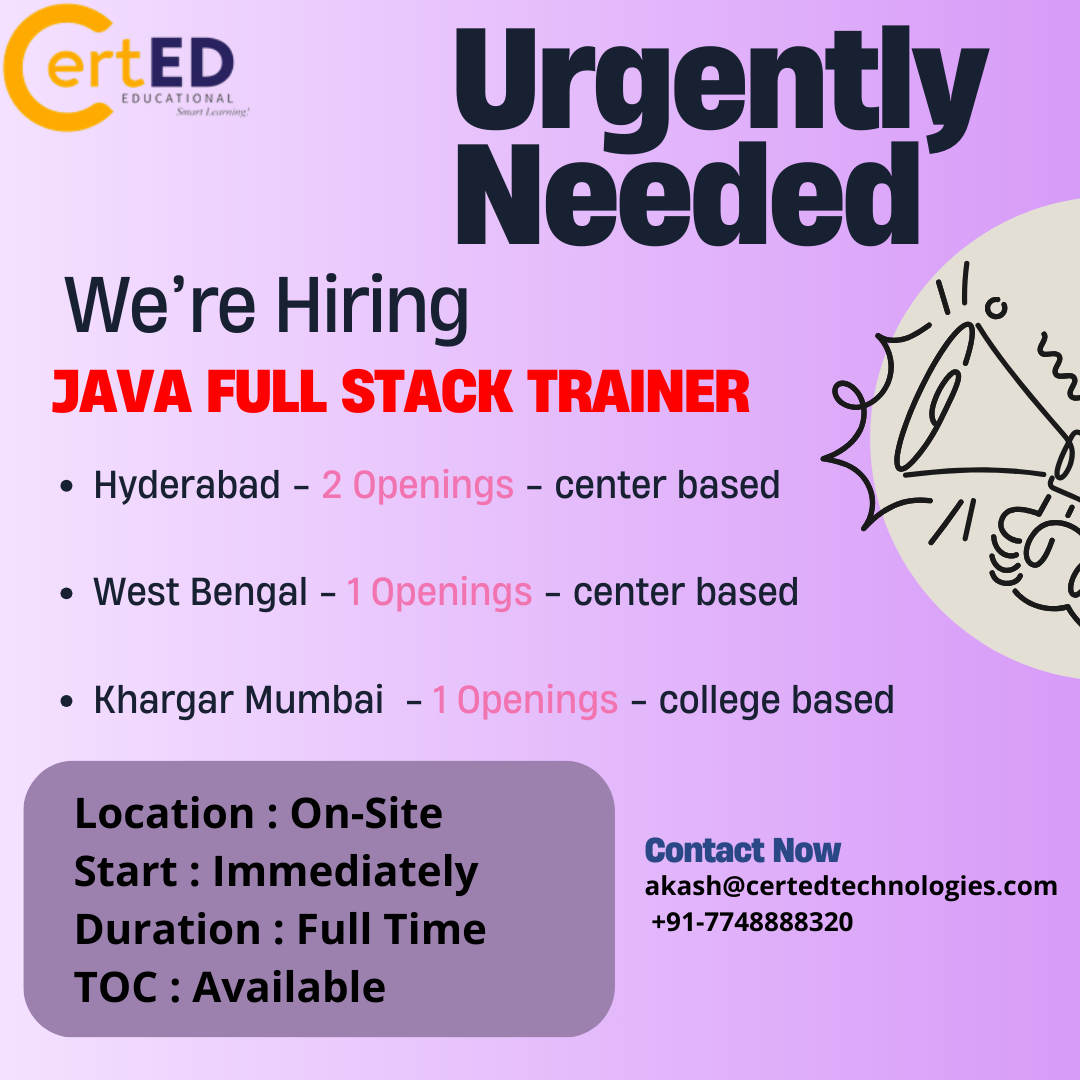 CertED
EDUCATIONAL
Smart Learning!
Urgently
Needed
We're Hiring
JAVA FULL STACK TRAINER
• Hyderabad - 2 Openings - center based
• West Bengal - 1 Openings - center based
• Khargar Mumbai - 1 Openings - college based
Location : On-Site
Start : Immediately
Duration : Full Time
TOC : Available
Contact Now
akash@certedtechnologies.com
+91-7748888320